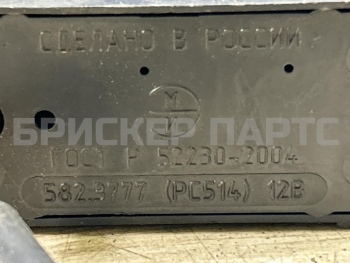 СДЕЛАНО В РОССИИ
М
БРИСКЕР ПАРТС
ГОСТ Р 52230-2004
582.3777 (РС514) 12В